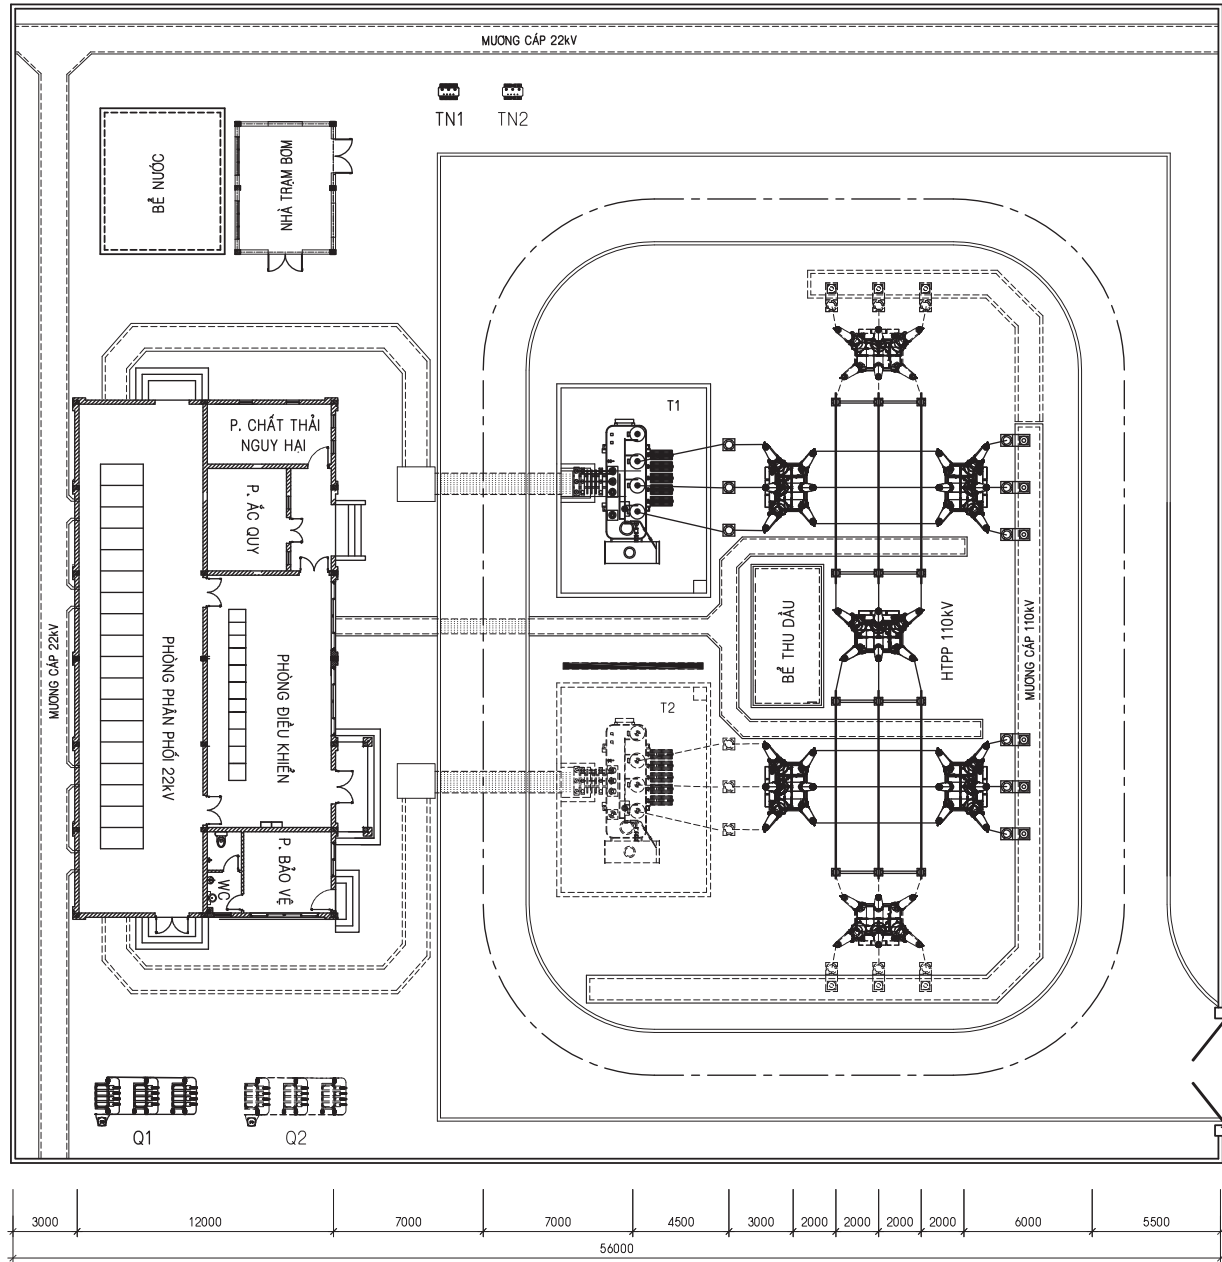 MƯƠNG CÁP 22kV
TN1
TN2
BỂ NƯỚC
NHÀ TRẠM BƠM
P. CHẤT THẢI
NGUY HẠI
T1
P. ẮC QUY
MƯƠNG CÁP 22kV
PHÒNG PHÂN PHỐI 22kV
PHÒNG ĐIỀU KHIỂN
BỂ THU DẦU
HTPP 110kV
MƯƠNG CÁP 110kV
T2
WC
P. BẢO VỆ
Q1
Q2
3000
12000
7000
7000
4500
3000
2000
2000
2000
2000
6000
5500
56000